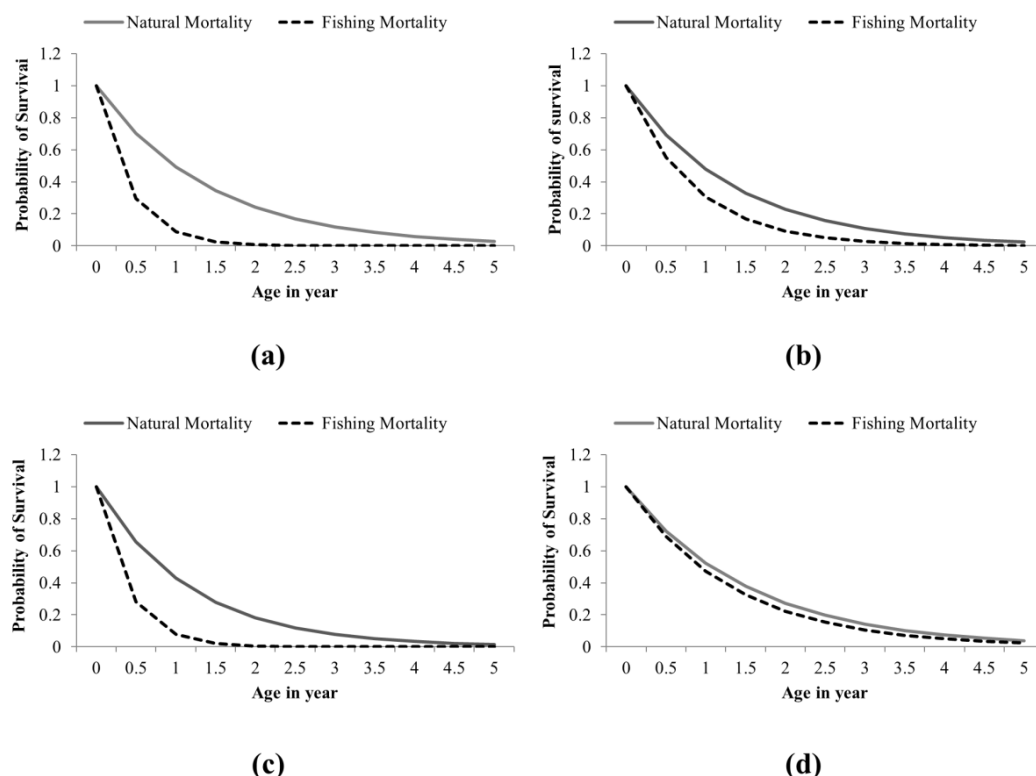 Natural Mortality Fishing Mortality
Probability of Survivai
1.2
1
0.8
0.6
0.4
0.2
0
0 0.5 1 1.5 2 2.5 3 3.5 4 4.5 5
Age in year
(a)
Natural Mortality Fishing Mortality
Probability of survival
1.2
1
0.8
0.6
0.4
0.2
0
0 0.5 1 1.5 2 2.5 3 3.5 4 4.5 5
Age in year
(b)
Natural Mortality Fishing Mortality
Probability of Survival
1.2
1
0.8
0.6
0.4
0.2
0
0 0.5 1 1.5 2 2.5 3 3.5 4 4.5 5
Age in year
(c)
Natural Mortality Fishing Mortality
Probability of Survival
1.2
1
0.8
0.6
0.4
0.2
0
0 0.5 1 1.5 2 2.5 3 3.5 4 4.5 5
Age in year
(d)